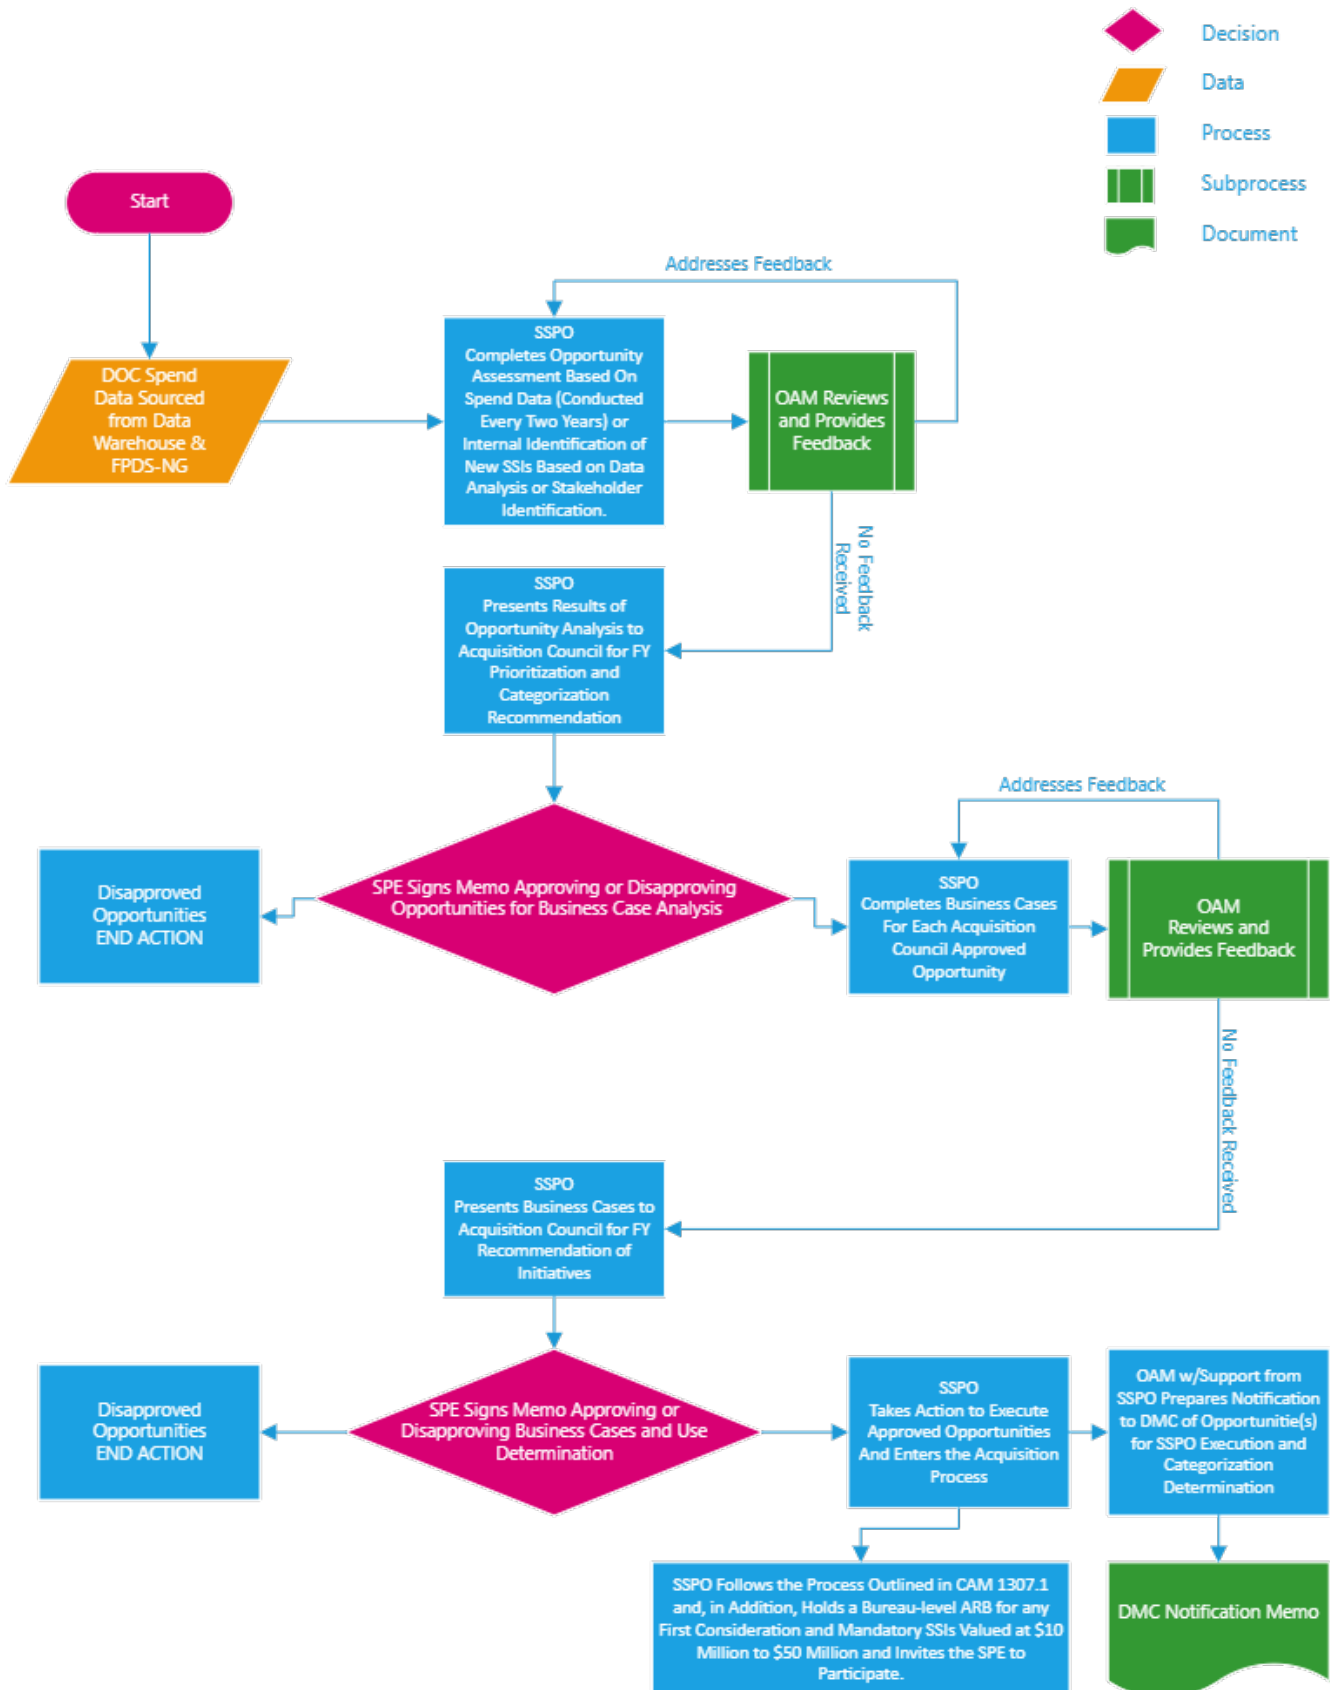 Decision
Data
Process
Subprocess
Document
Start
Addresses Feedback
DOC Spend
Data Sourced
from Data
Warehouse &
FPDS-NG
SSPO
Completes Opportunity
Assessment Based On
Spend Data (Conducted
Every Two Years) or
Internal Identification of
New SSIs Based on Data
Analysis or Stakeholder
Identification.
OAM Reviews
and Provides
Feedback
No Feedback
Received
SSPO
Presents Results of
Opportunity Analysis to
Acquisition Council for FY
Prioritization and
Categorization
Recommendation
Addresses Feedback
Disapproved
Opportunities
END ACTION
SPE Signs Memo Approving or Disapproving
Opportunities for Business Case Analysis
SSPO
Completes Business Cases
For Each Acquisition
Council Approved
Opportunity
OAM
Reviews and
Provides Feedback
No Feedback Received
SSPO
Presents Business Cases to
Acquisition Council for FY
Recommendation of
Initiatives
Disapproved
Opportunities
END ACTION
SPE Signs Memo Approving or
Disapproving Business Cases and Use
Determination
SSPO
Takes Action to Execute
Approved Opportunities
And Enters the Acquisition
Process
OAM w/Support from
SSPO Prepares Notification
to DMC of Opportunitie(s)
for SSPO Execution and
Categorization
Determination
SSPO Follows the Process Outlined in CAM 1307.1
and, in Addition, Holds a Bureau-level ARB for any
First Consideration and Mandatory SSIs Valued at $10
Million to $50 Million and Invites the SPE to
Participate.
DMC Notification Memo